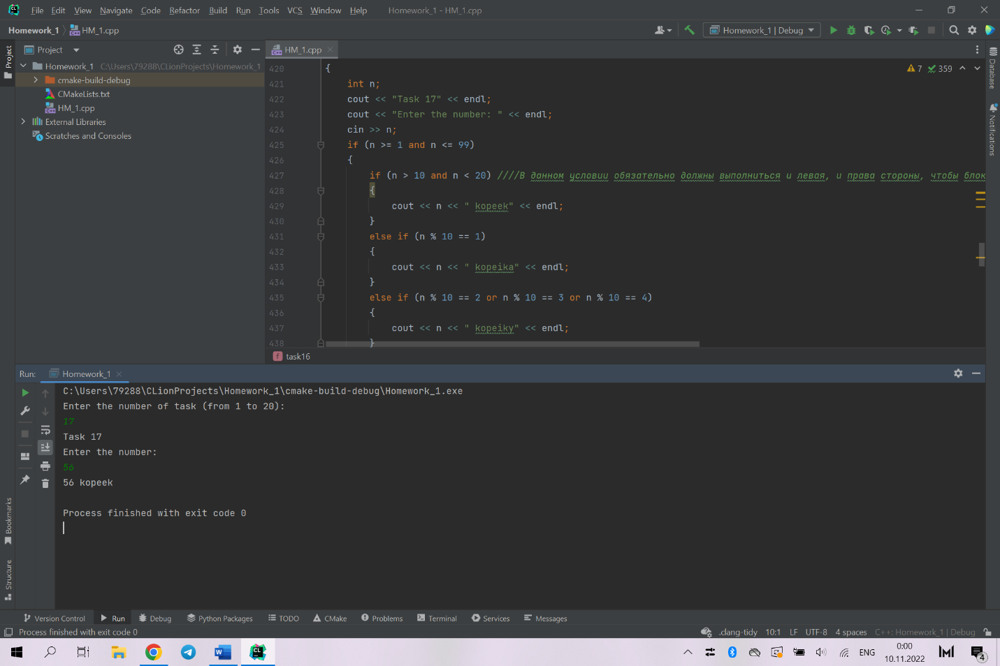 File Edit View Navigate Code Refactor Build Run Tools VCS Window Help Homework_1 - HM_1.cpp
Homework_1 HM_1.cpp Homework_1 | Debug
Project HM_1.cpp
Homework_1 C:\Users\79288\CLionProjects\Homework_1
cmake-build-debug
CMakeLists.txt
HM_1.cpp
External Libraries
Scratches and Consoles
7 359
420 {
421 int n;
422 cout << "Task 17" << endl;
423 cout << "Enter the number: " << endl;
424 cin >> n;
425 if (n >= 1 and n <= 99)
426 {
427 if (n > 10 and n < 20) ////В данном условии обязательно должны выполниться и левая, и права стороны, чтобы блок
428 {
429 cout << n << " kopeek" << endl;
430 }
431 else if (n % 10 == 1)
432 {
433 cout << n << " kopeika" << endl;
434 }
435 else if (n % 10 == 2 or n % 10 == 3 or n % 10 == 4)
436 {
437 cout << n << " kopeiky" << endl;
438 }
f task16
Project
Bookmarks
Structure
Database
Notifications
Run: Homework_1
C:\Users\79288\CLionProjects\Homework_1\cmake-build-debug\Homework_1.exe
Enter the number of task (from 1 to 20):
17
Task 17
Enter the number:
56
56 kopeek
Process finished with exit code 0
Version Control Run Debug Python Packages TODO CMake Problems Terminal Services Messages
Process finished with exit code 0 .clang-tidy 10:1 LF UTF-8 4 spaces C++: Homework_1 | Debug
ENG 0:00
10.11.2022
4